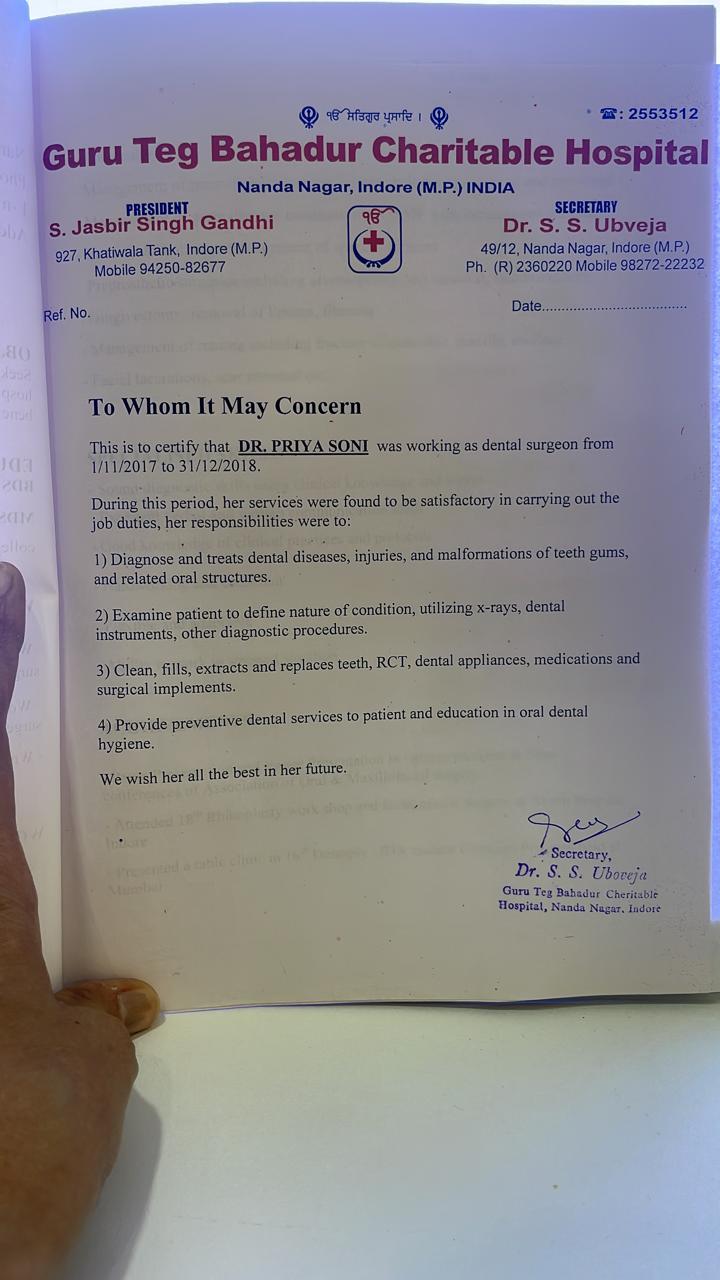 ੴ ਸਤਿਗੁਰ ਪ੍ਰਸਾਦਿ ।
☎: 2553512
Guru Teg Bahadur Charitable Hospital
Nanda Nagar, Indore (M.P.) INDIA
PRESIDENT
S. Jasbir Singh Gandhi
927, Khatiwala Tank, Indore (M.P.)
Mobile 94250-82677
ੴ
SECRETARY
Dr. S. S. Ubveja
49/12, Nanda Nagar, Indore (M.P.)
Ph. (R) 2360220 Mobile 98272-22232
Ref. No.
Date.....................................
To Whom It May Concern
This is to certify that DR. PRIYA SONI was working as dental surgeon from
1/11/2017 to 31/12/2018.
During this period, her services were found to be satisfactory in carrying out the
job duties, her responsibilities were to:
1) Diagnose and treats dental diseases, injuries, and malformations of teeth gums,
and related oral structures.
2) Examine patient to define nature of condition, utilizing x-rays, dental
instruments, other diagnostic procedures.
3) Clean, fills, extracts and replaces teeth, RCT, dental appliances, medications and
surgical implements.
4) Provide preventive dental services to patient and education in oral dental
hygiene.
We wish her all the best in her future.
Secretary,
Dr. S. S. Uboveja
Guru Teg Bahadur Cheritable
Hospital, Nanda Nagar, Indore